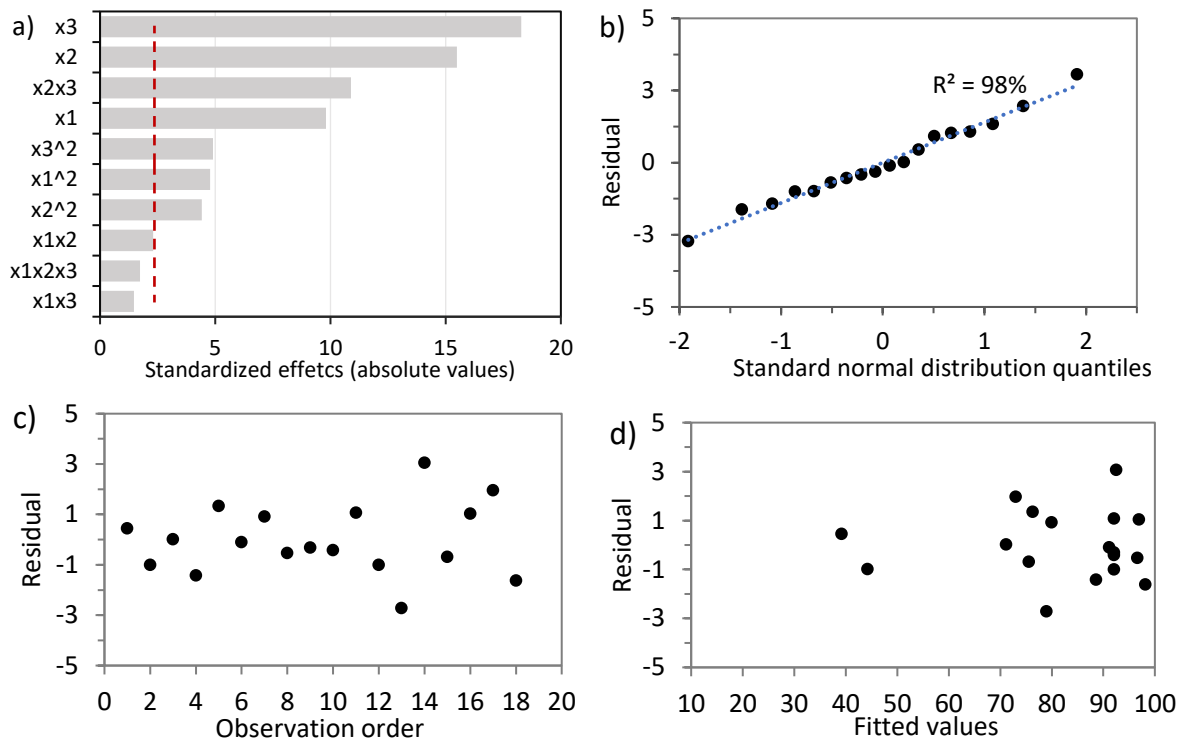 a)
x3
x2
x2x3
x1
x3^2
x1^2
x2^2
x1x2
x1x2x3
x1x3
0 5 10 15 20
Standardized effetcs (absolute values)
b)
5
3
0
-3
-5
Residual
R² = 98%
-2 -1 0 1 2
Standard normal distribution quantiles
c)
5
3
1
-1
-3
-5
Residual
0 2 4 6 8 10 12 14 16 18 20
Observation order
d)
5
3
1
-1
-3
-5
Residual
10 20 30 40 50 60 70 80 90 100
Fitted values